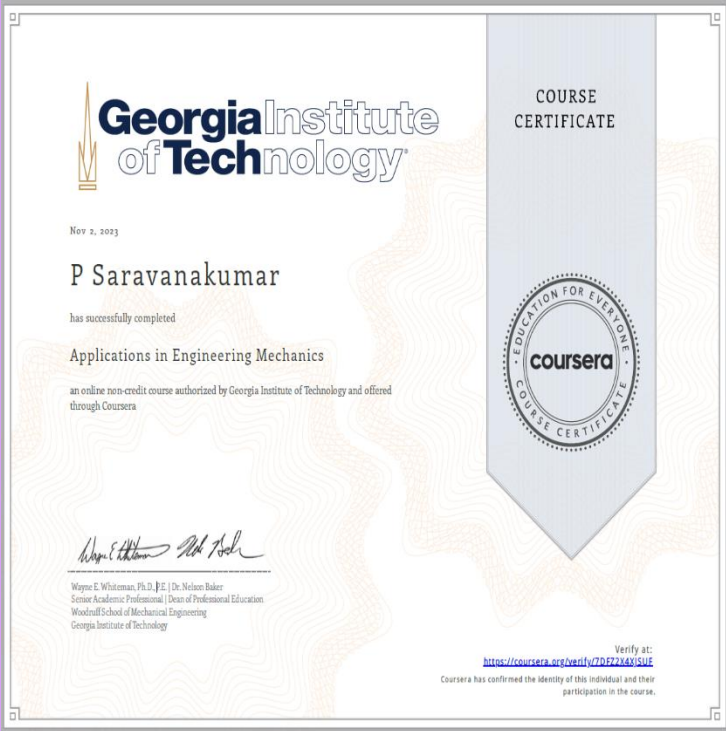 Georgia Institute
of Technology
COURSE
CERTIFICATE
Nov 2, 2023
P Saravanakumar
has successfully completed
Applications in Engineering Mechanics
an online non-credit course authorized by Georgia Institute of Technology and offered
through Coursera
EDUCATION FOR EVERYONE
coursera
COURSE CERTIFICATE
Wayne E. Whiteman, Ph.D., P.E. | Dr. Nelson Baker
Senior Academic Professional | Dean of Professional Education
Woodruff School of Mechanical Engineering
Georgia Institute of Technology
Verify at:
https://coursera.org/verify/7DFZ2X4XJSUF
Coursera has confirmed the identity of this individual and their
participation in the course.